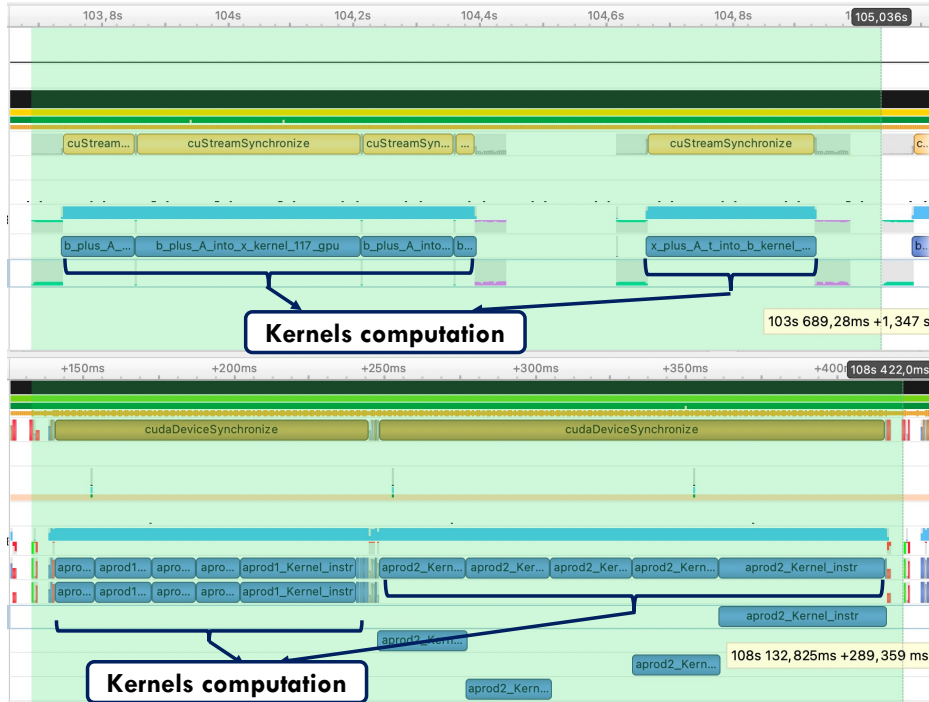 103,8s 104s 104,2s 104,4s 104,6s 104,8s 105,036s
cuStream... cuStreamSynchronize cuStreamSyn... ... cuStreamSynchronize c...
b_plus_A_... b_plus_A_into_x_kernel_117_gpu b_plus_A_into... b... x_plus_A_t_into_b_kernel_... b...
103s 689,28ms +1,347 s
Kernels computation
+150ms +200ms +250ms +300ms +350ms +400 108s 422,0ms
cudaDeviceSynchronize cudaDeviceSynchronize
apro... aprod1... apro... apro... aprod1_Kernel_instr aprod2_Kern... aprod2_Ker... aprod2_Ker... aprod2_Kern... aprod2_Kernel_instr
apro... aprod1... apro... apro... aprod1_Kernel_instr
aprod2_Kernel_instr
aprod2_Kern...
108s 132,825ms +289,359 ms
aprod2_Kern...
Kernels computation
aprod2_Kern...